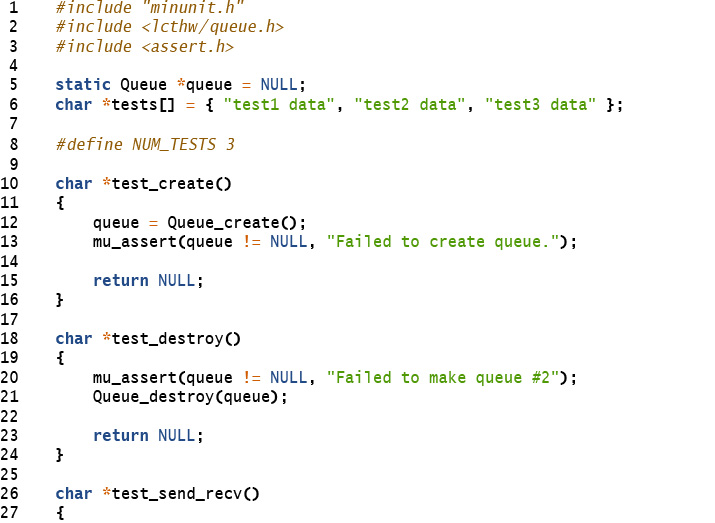 1 #include "minunit.h"
2 #include <lcthw/queue.h>
3 #include <assert.h>
4
5 static Queue *queue = NULL;
6 char *tests[] = { "test1 data", "test2 data", "test3 data" };
7
8 #define NUM_TESTS 3
9
10 char *test_create()
11 {
12     queue = Queue_create();
13     mu_assert(queue != NULL, "Failed to create queue.");
14
15     return NULL;
16 }
17
18 char *test_destroy()
19 {
20     mu_assert(queue != NULL, "Failed to make queue #2");
21     Queue_destroy(queue);
22
23     return NULL;
24 }
25
26 char *test_send_recv()
27 {